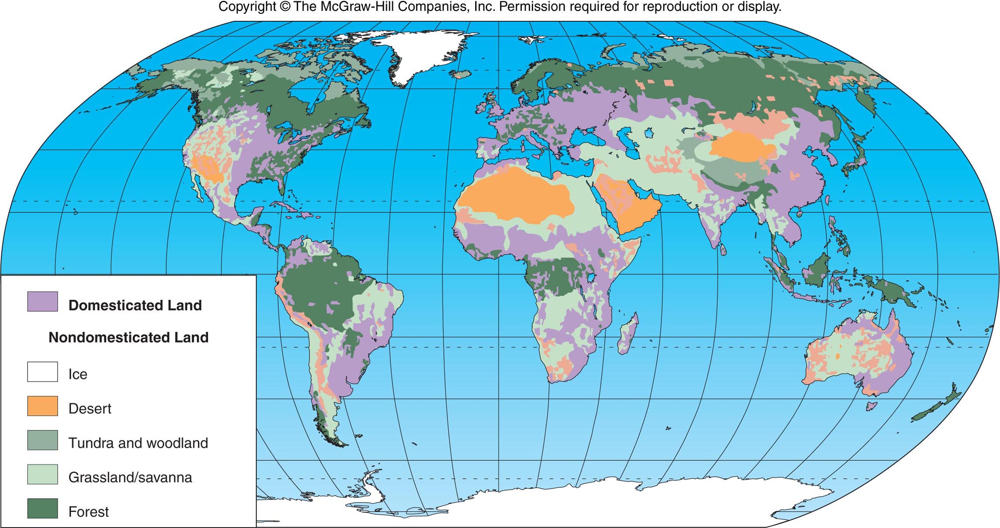 Copyright © The McGraw-Hill Companies, Inc. Permission required for reproduction or display.
Domesticated Land
Nondomesticated Land
Ice
Desert
Tundra and woodland
Grassland/savanna
Forest